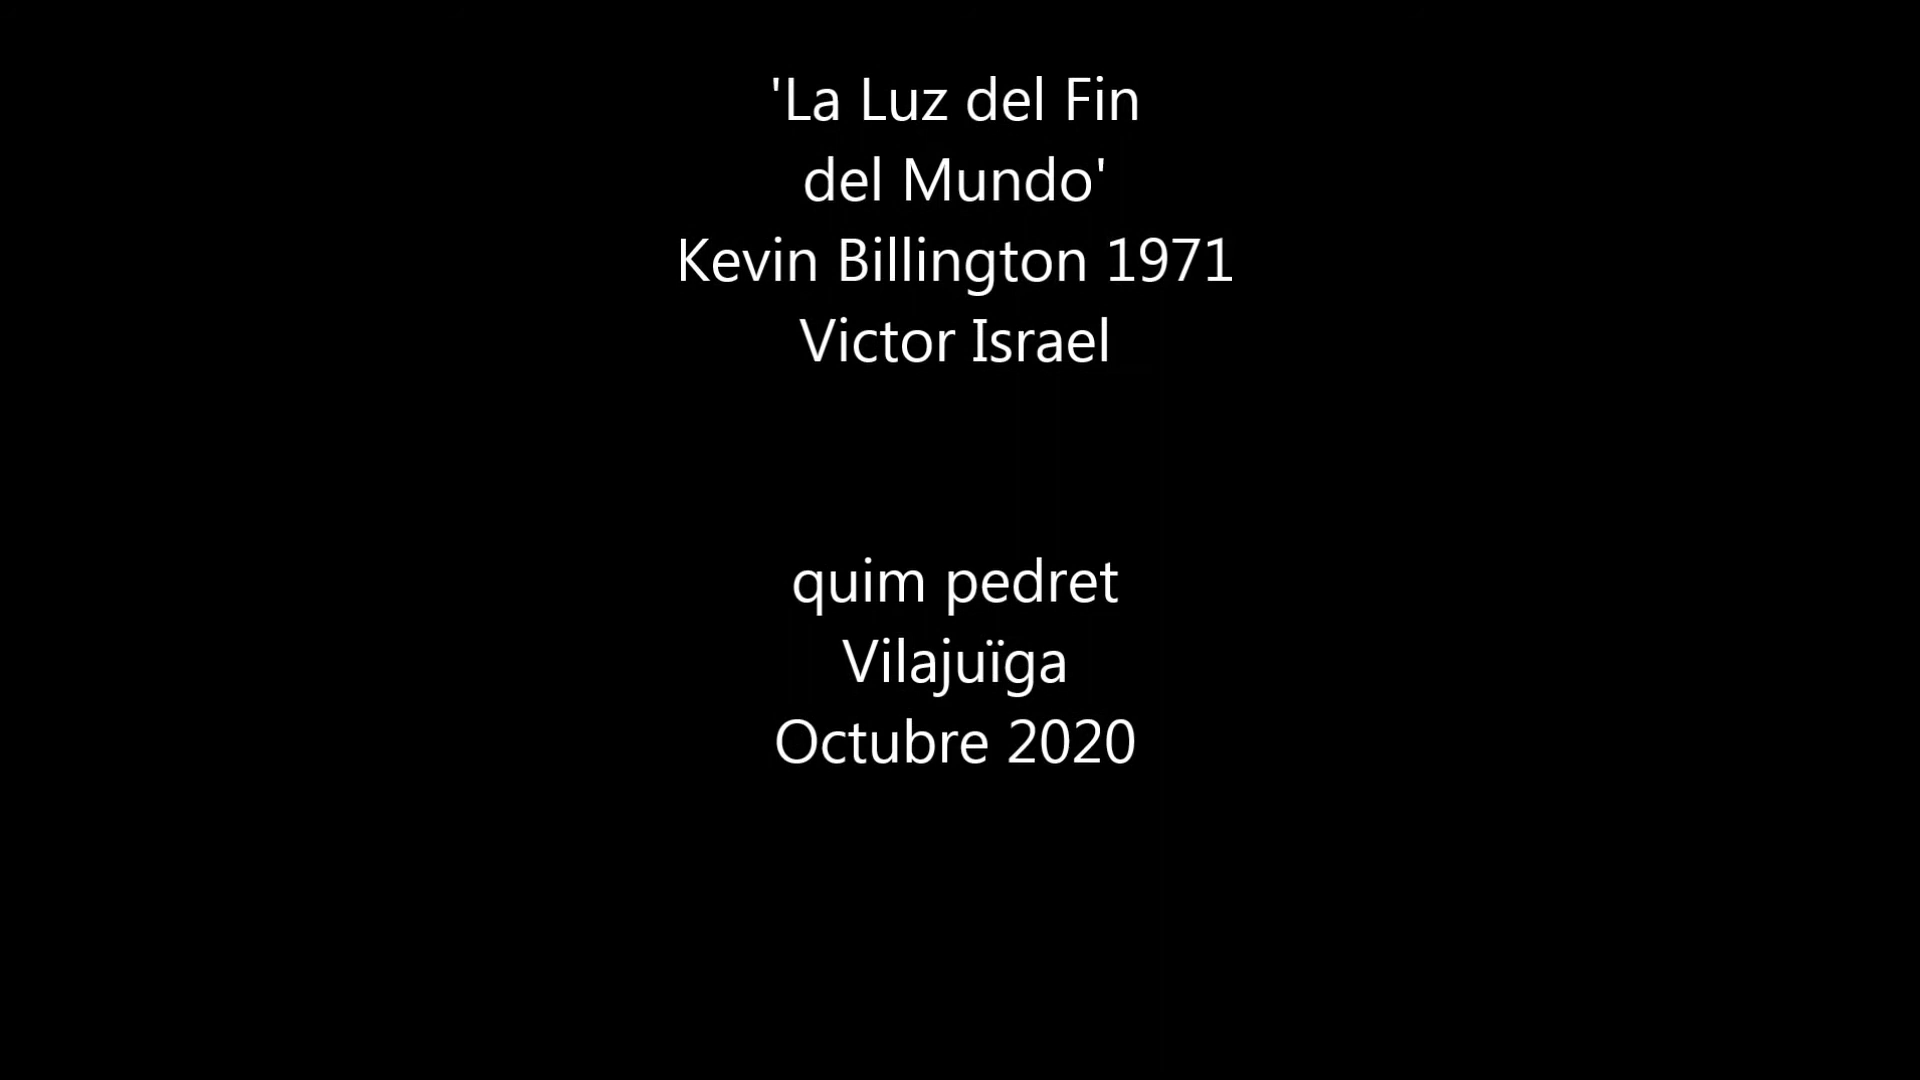 'La Luz del Fin
del Mundo'
Kevin Billington 1971
Victor Israel
quim pedret
Vilajuïga
Octubre 2020